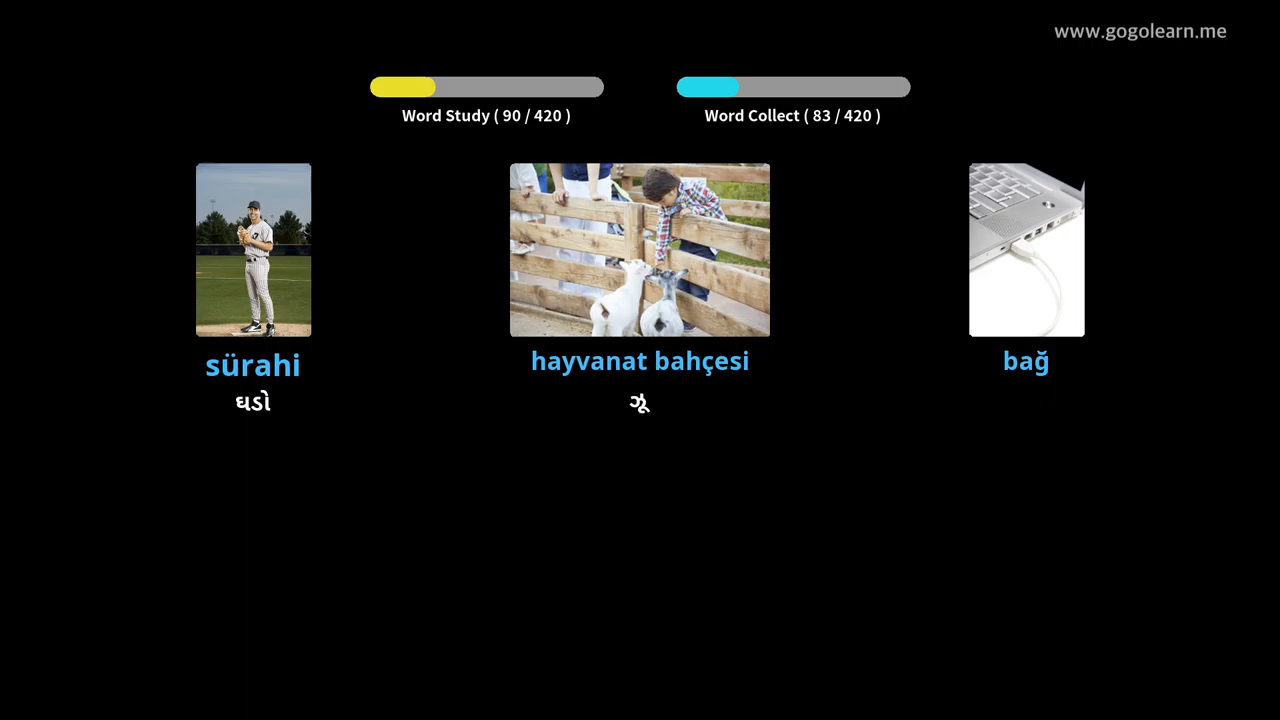 www.gogolearn.me
Word Study ( 90 / 420 )
Word Collect ( 83 / 420 )
sürahi
hayvanat bahçesi
bağ
ઘડો
ઝૂ